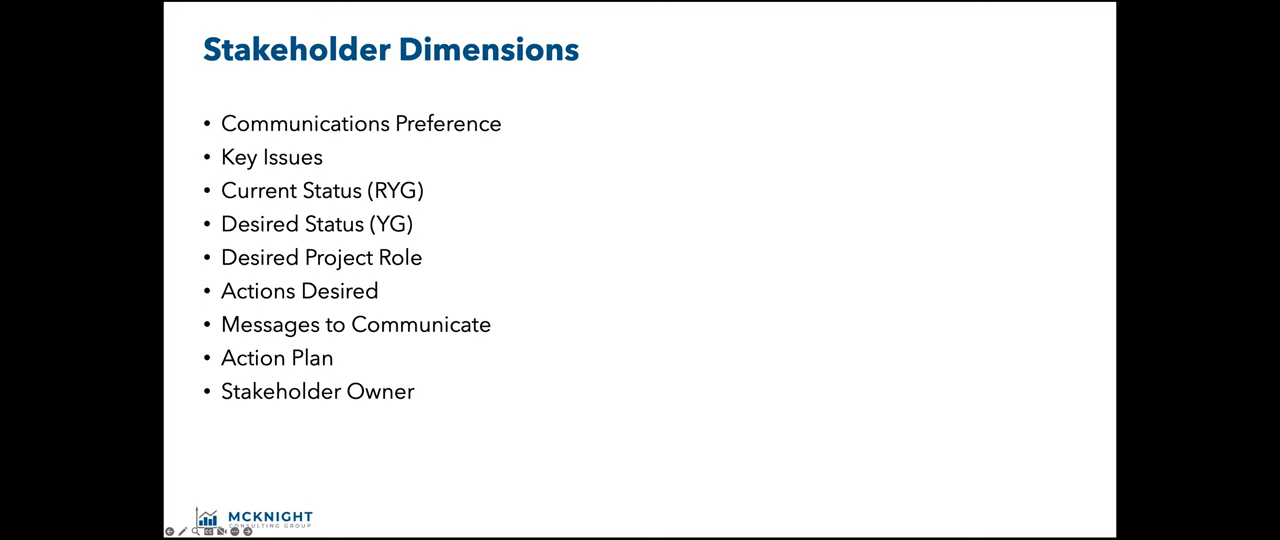 Stakeholder Dimensions
• Communications Preference
• Key Issues
• Current Status (RYG)
• Desired Status (YG)
• Desired Project Role
• Actions Desired
• Messages to Communicate
• Action Plan
• Stakeholder Owner
MCKNIGHT
CONSULTING GROUP